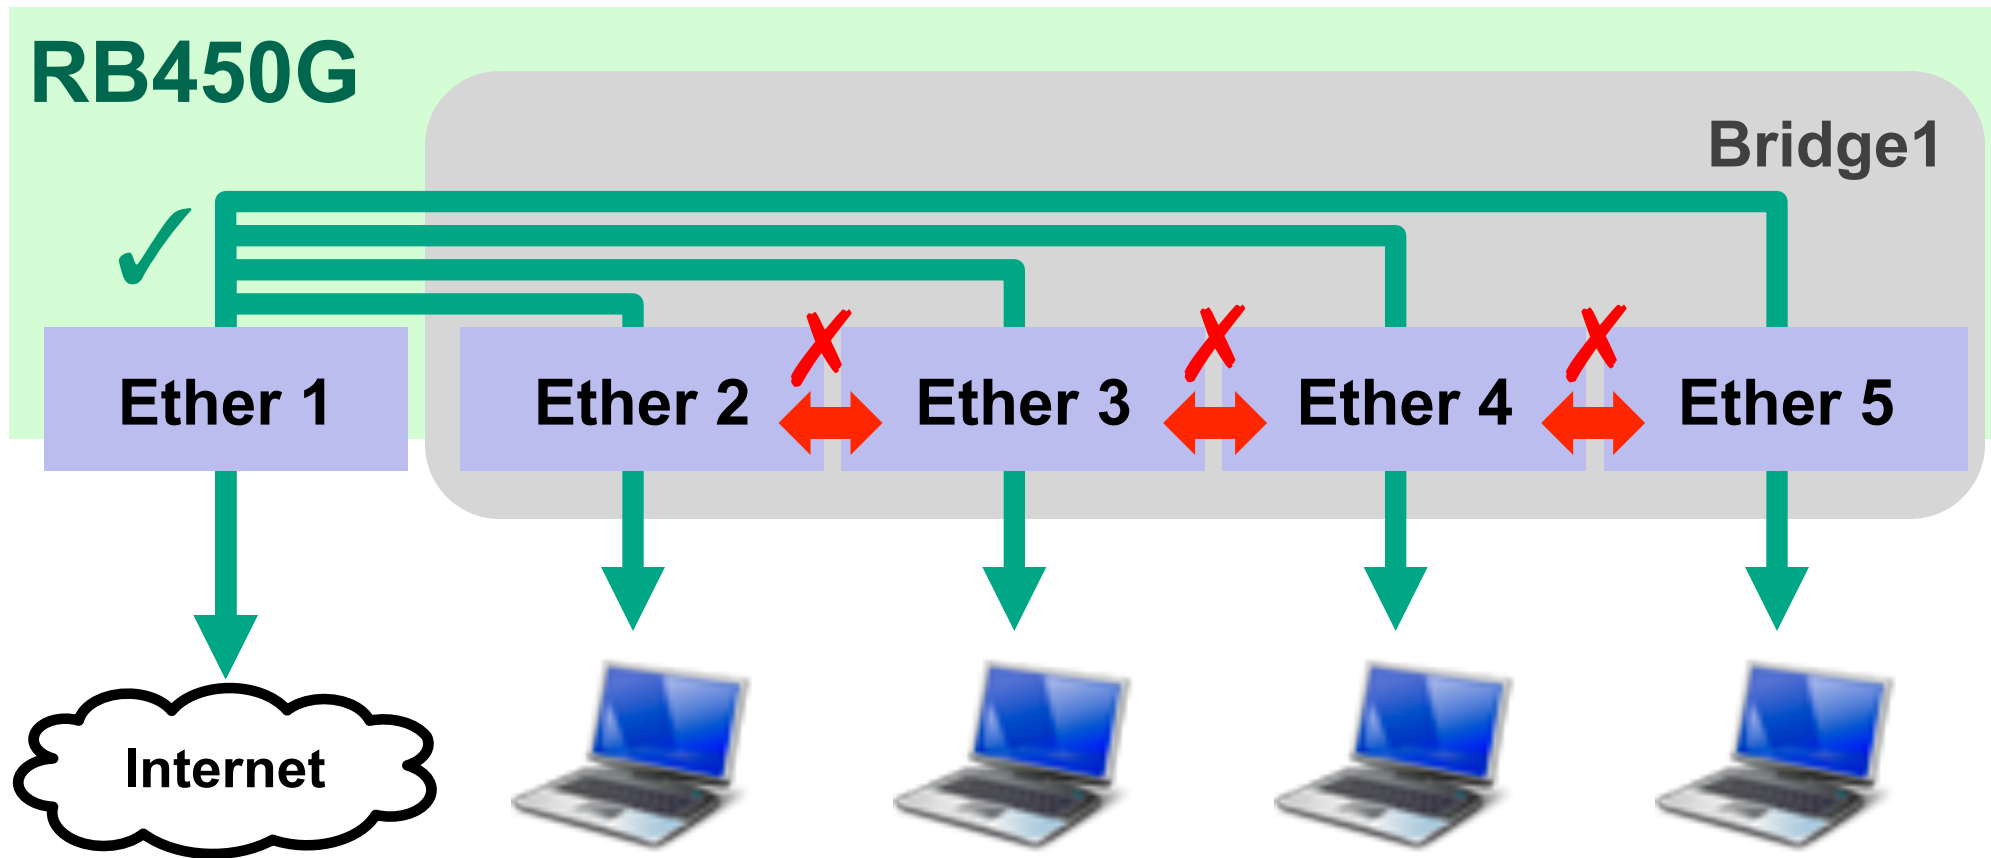 RB450G
Bridge1
✓
✗ ✗ ✗
Ether 1 Ether 2 Ether 3 Ether 4 Ether 5
Internet